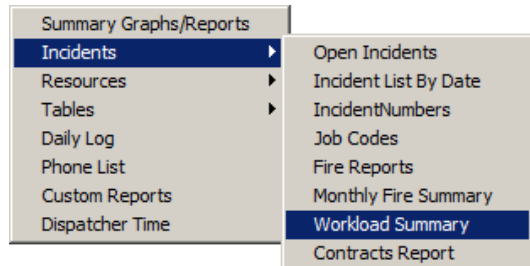 Summary Graphs/Reports
Incidents
Resources
Tables
Daily Log
Phone List
Custom Reports
Dispatcher Time
Open Incidents
Incident List By Date
IncidentNumbers
Job Codes
Fire Reports
Monthly Fire Summary
Workload Summary
Contracts Report